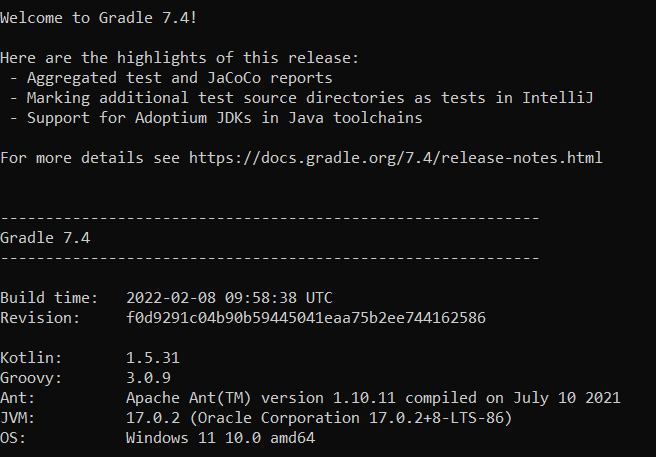 Welcome to Gradle 7.4!
Here are the highlights of this release:
- Aggregated test and JaCoCo reports
- Marking additional test source directories as tests in IntelliJ
- Support for Adoptium JDKs in Java toolchains
For more details see https://docs.gradle.org/7.4/release-notes.html
------------------------------------------------------------
Gradle 7.4
------------------------------------------------------------
Build time:   2022-02-08 09:58:38 UTC
Revision:     f0d9291c04b90b59445041eaa75b2ee744162586
Kotlin:       1.5.31
Groovy:       3.0.9
Ant:          Apache Ant(TM) version 1.10.11 compiled on July 10 2021
JVM:          17.0.2 (Oracle Corporation 17.0.2+8-LTS-86)
OS:           Windows 11 10.0 amd64